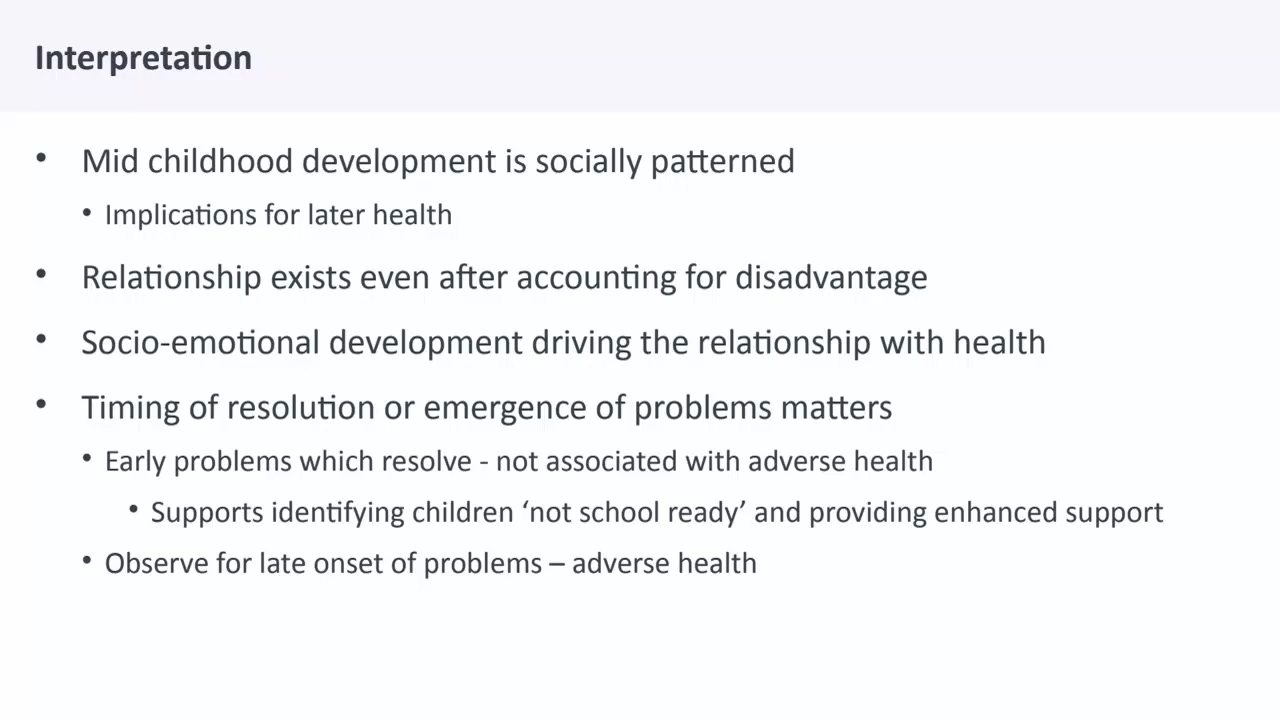 Interpretation
• Mid childhood development is socially patterned
• Implications for later health
• Relationship exists even after accounting for disadvantage
• Socio-emotional development driving the relationship with health
• Timing of resolution or emergence of problems matters
• Early problems which resolve - not associated with adverse health
• Supports identifying children ‘not school ready’ and providing enhanced support
• Observe for late onset of problems – adverse health